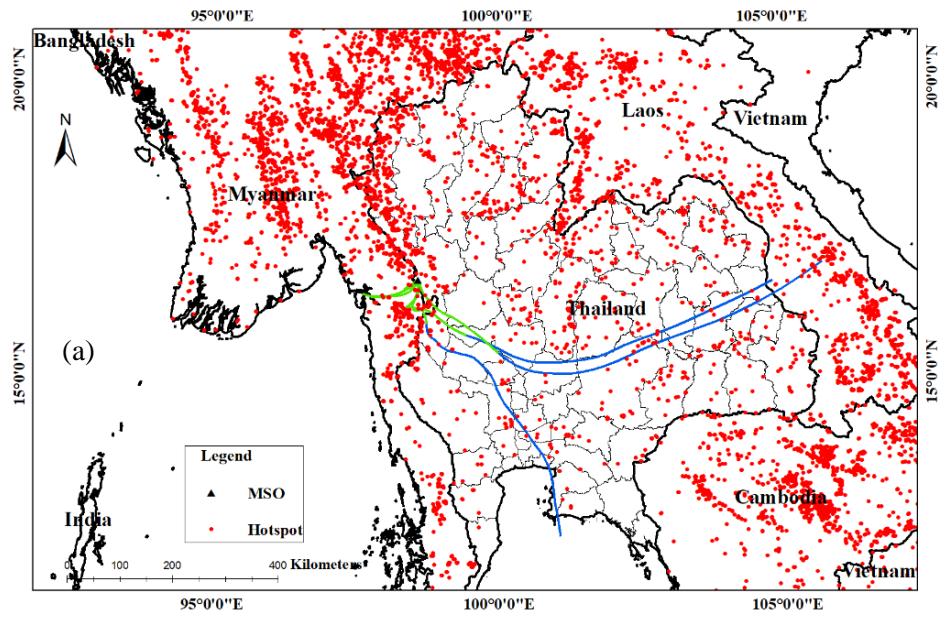 95°0'0"E 100°0'0"E 105°0'0"E
Bangladesh
20°0'0"N
20°0'0"N
N
Laos
Vietnam
Myanmar
Thailand
(a)
15°0'0"N
15°0'0"N
Legend
MSO
Hotspot
India
Cambodia
Vietnam
0 50 100 200 300 400 Kilometers
95°0'0"E 100°0'0"E 105°0'0"E